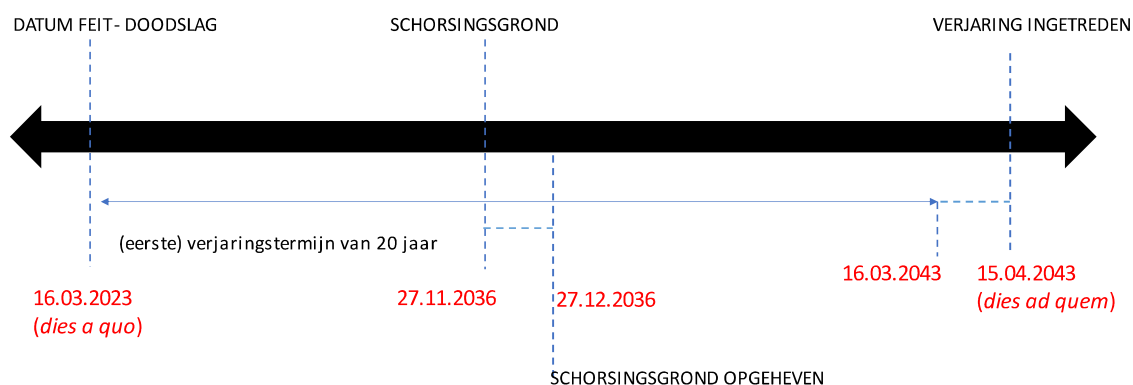 DATUM FEIT- DOODSLAG
SCHORSINGSGROND
VERJARING INGETREDEN
(eerste) verjaringstermijn van 20 jaar
16.03.2023
(dies a quo)
27.11.2036
27.12.2036
16.03.2043
15.04.2043
(dies ad quem)
SCHORSINGSGROND OPGEHEVEN